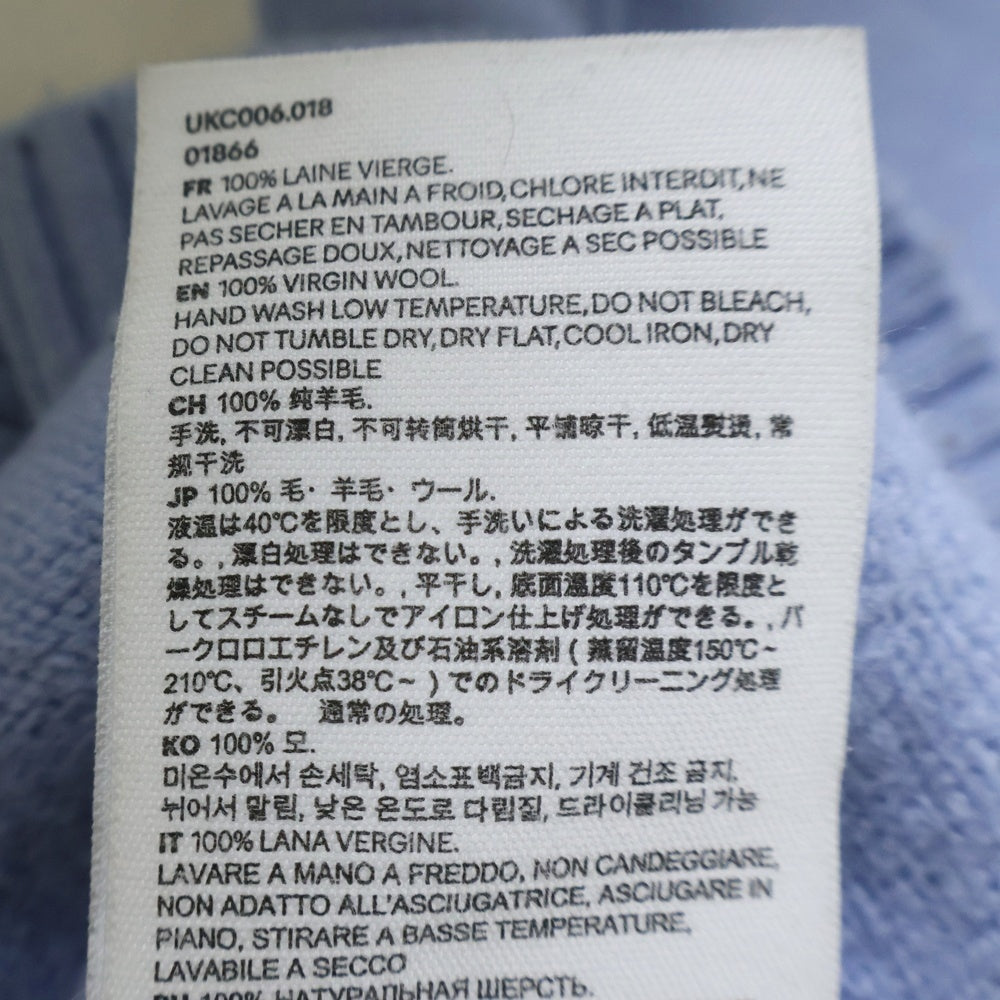 UKC006.018
01866
FR 100% LAINE VIERGE.
LAVAGE A LA MAIN A FROID,CHLORE INTERDIT,NE
PAS SECHER EN TAMBOUR,SECHAGE A PLAT,
REPASSAGE DOUX,NETTOYAGE A SEC POSSIBLE
EN 100% VIRGIN WOOL.
HAND WASH LOW TEMPERATURE,DO NOT BLEACH,
DO NOT TUMBLE DRY,DRY FLAT,COOL IRON,DRY
CLEAN POSSIBLE
CH 100% 纯羊毛.
手洗, 不可漂白, 不可转筒烘干, 平铺晾干, 低温熨烫, 常
规干洗
JP 100% 毛・羊毛・ウール.
液温は40℃を限度とし、手洗いによる洗濯処理ができ
る。, 漂白処理はできない。, 洗濯処理後のタンブル乾
燥処理はできない。, 平干し, 底面温度110℃を限度と
してスチームなしでアイロン仕上げ処理ができる。, パ
ークロロエチレン及び石油系溶剤 ( 蒸留温度150℃~
210℃、引火点38℃~ ) でのドライクリーニング処理
ができる。 通常の処理。
KO 100% 모.
미온수에서 손세탁, 염소표백금지, 기계 건조 금지,
뉘어서 말림, 낮은 온도로 다림질, 드라이클리닝 가능
IT 100% LANA VERGINE.
LAVARE A MANO A FREDDO, NON CANDEGGIARE,
NON ADATTO ALL'ASCIUGATRICE, ASCIUGARE IN
PIANO, STIRARE A BASSE TEMPERATURE,
LAVABILE A SECCO
RU 100% НАТУРАЛЬНАЯ ШЕРСТЬ.